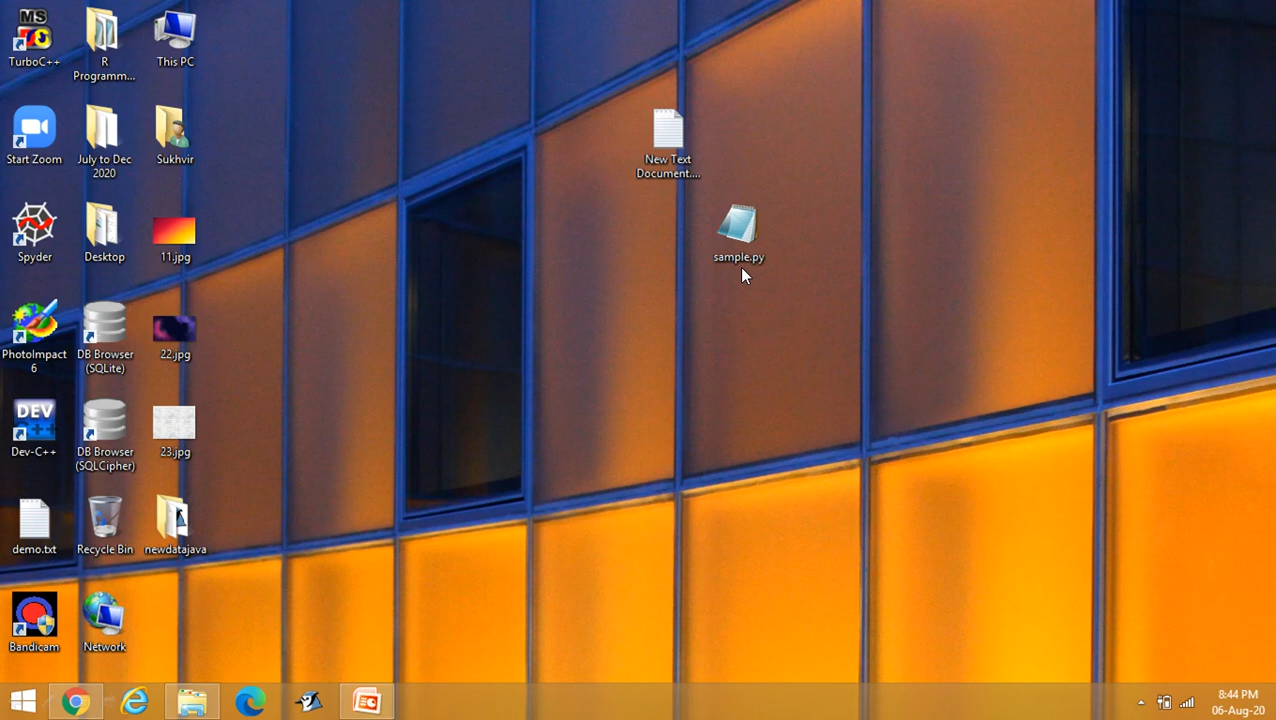 MS
TurboC++
R
Programm...
This PC
Start Zoom
July to Dec
2020
Sukhvir
New Text
Document....
Spyder
Desktop
11.jpg
sample.py
PhotoImpact
6
DB Browser
(SQLite)
22.jpg
DEV
C++
Dev-C++
DB Browser
(SQLCipher)
23.jpg
demo.txt
Recycle Bin
newdatajava
Bandicam
Network
8:44 PM
06-Aug-20